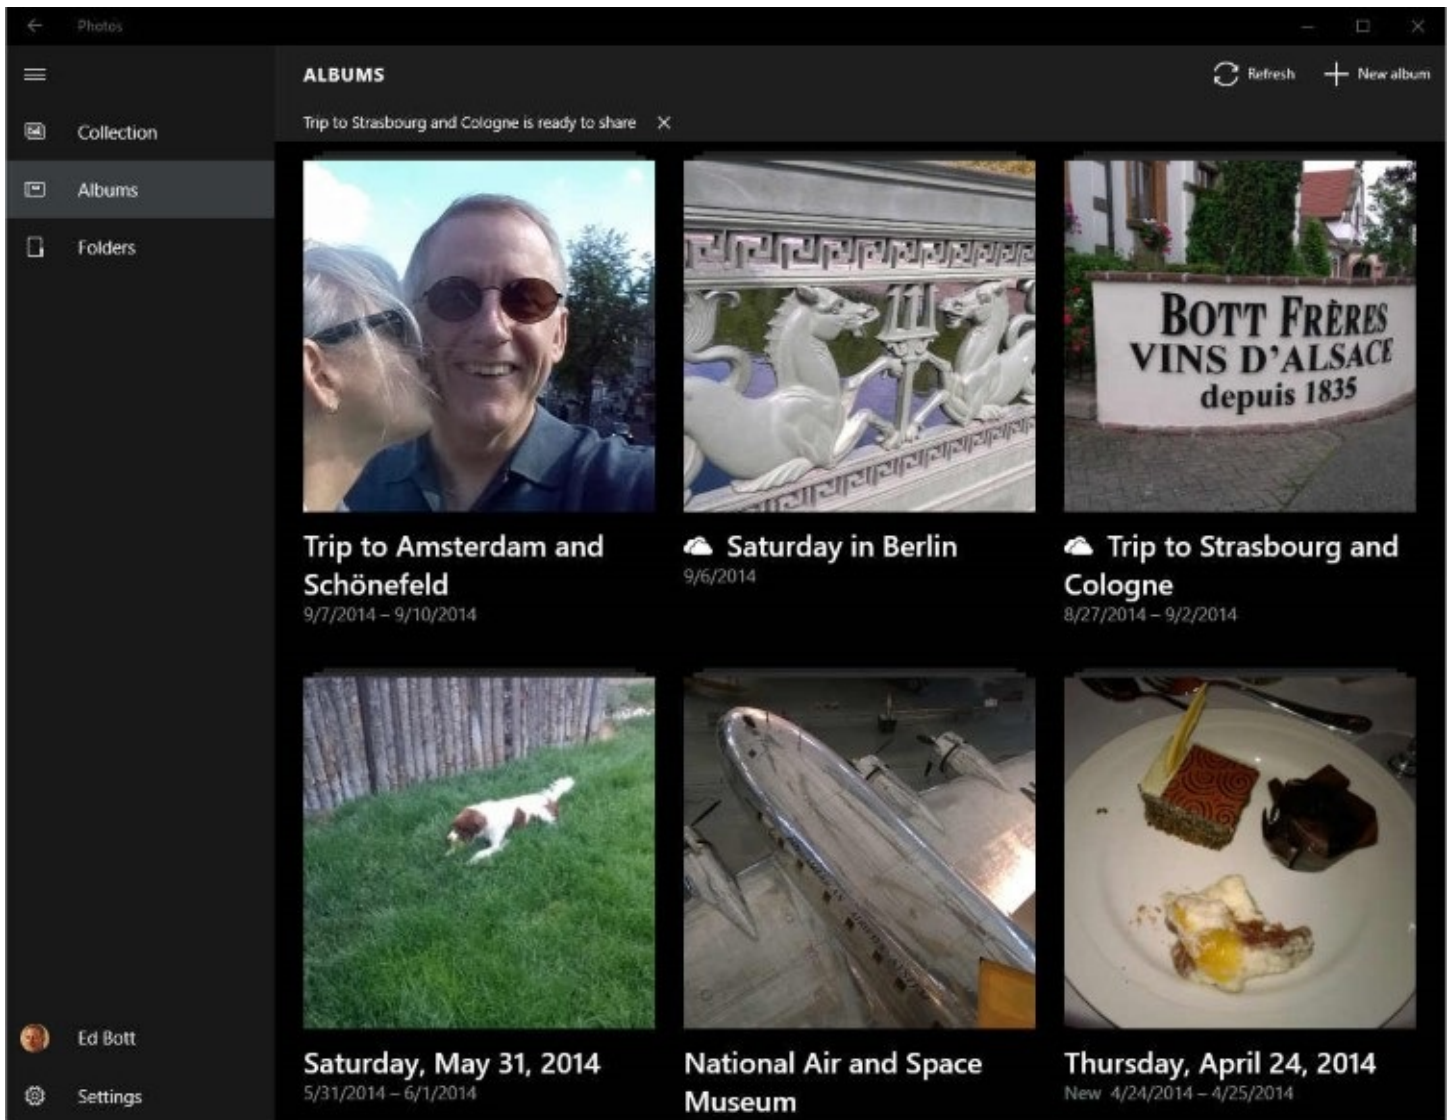 Photos
ALBUMS
Refresh
New album
Trip to Strasbourg and Cologne is ready to share
Collection
Albums
Folders
BOTT FRÈRES
VINS D'ALSACE
depuis 1835
Trip to Amsterdam and
Schönefeld
9/7/2014 – 9/10/2014
Saturday in Berlin
9/6/2014
Trip to Strasbourg and
Cologne
8/27/2014 – 9/2/2014
Saturday, May 31, 2014
5/31/2014 – 6/1/2014
National Air and Space
Museum
Thursday, April 24, 2014
New 4/24/2014 – 4/25/2014
Ed Bott
Settings